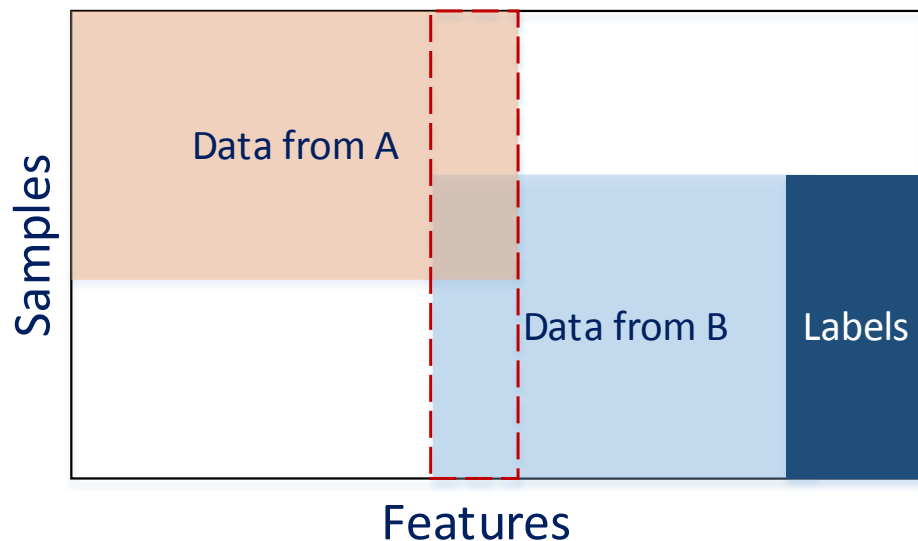 Samples
Data from A
Data from B
Labels
Features